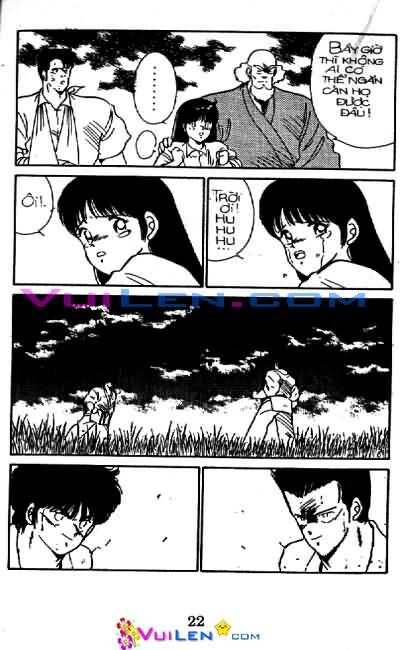 BÂY GIỜ
THÌ KHÔNG
AI CÓ
THỂ NGĂN
CẢN HỌ
ĐƯỢC
ĐÂU!
.......
......
ÔI!.
TRỜI
ƠI!
HU
HU
HU...
...
VUILEN.COM
22
VUILEN.COM